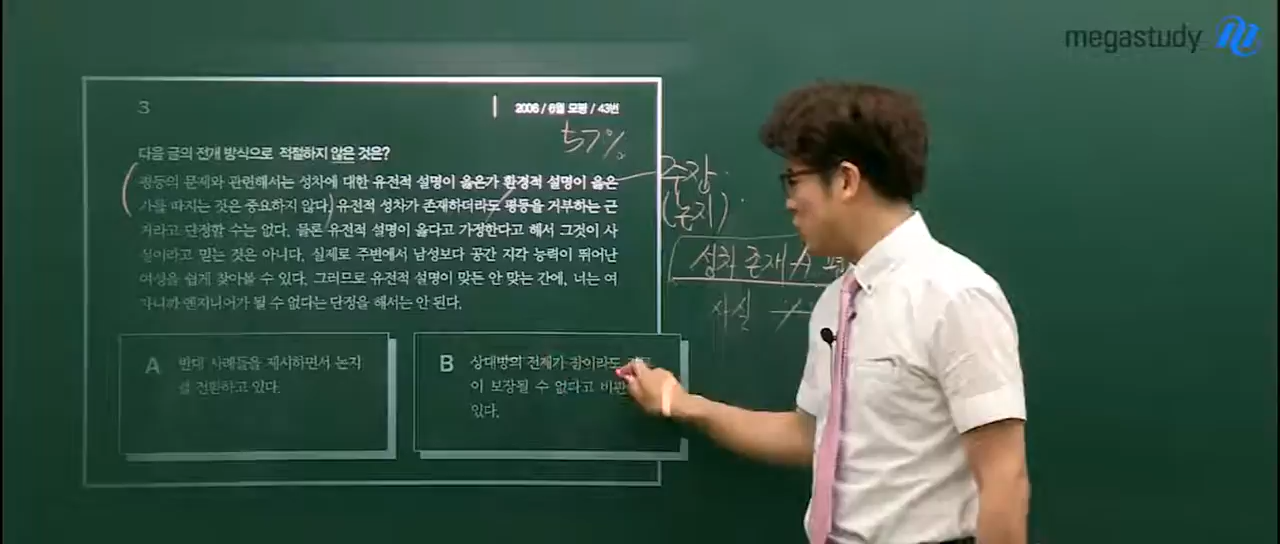 megastudy
3
2006 / 6월 모평 / 43번
57%
다음 글의 전개 방식으로 적절하지 않은 것은?
평등의 문제와 관련해서는 성차에 대한 유전적 설명이 옳은가 환경적 설명이 옳은
가를 따지는 것은 중요하지 않다. 유전적 성차가 존재하더라도 평등을 거부하는 근
거라고 단정할 수는 없다. 물론 유전적 설명이 옳다고 가정한다고 해서 그것이 사
실이라고 믿는 것은 아니다. 실제로 주변에서 남성보다 공간 지각 능력이 뛰어난
여성을 쉽게 찾아볼 수 있다. 그러므로 유전적 설명이 맞든 안 맞는 간에, 너는 여
자니까 엔지니어가 될 수 없다는 단정을 해서는 안 된다.
주장
(논지)
성차 존재
사실
A 반대 사례들을 제시하면서 논지
를 전환하고 있다.
B 상대방의 전제가 참이라도
이 보장될 수 없다고 비판
있다.